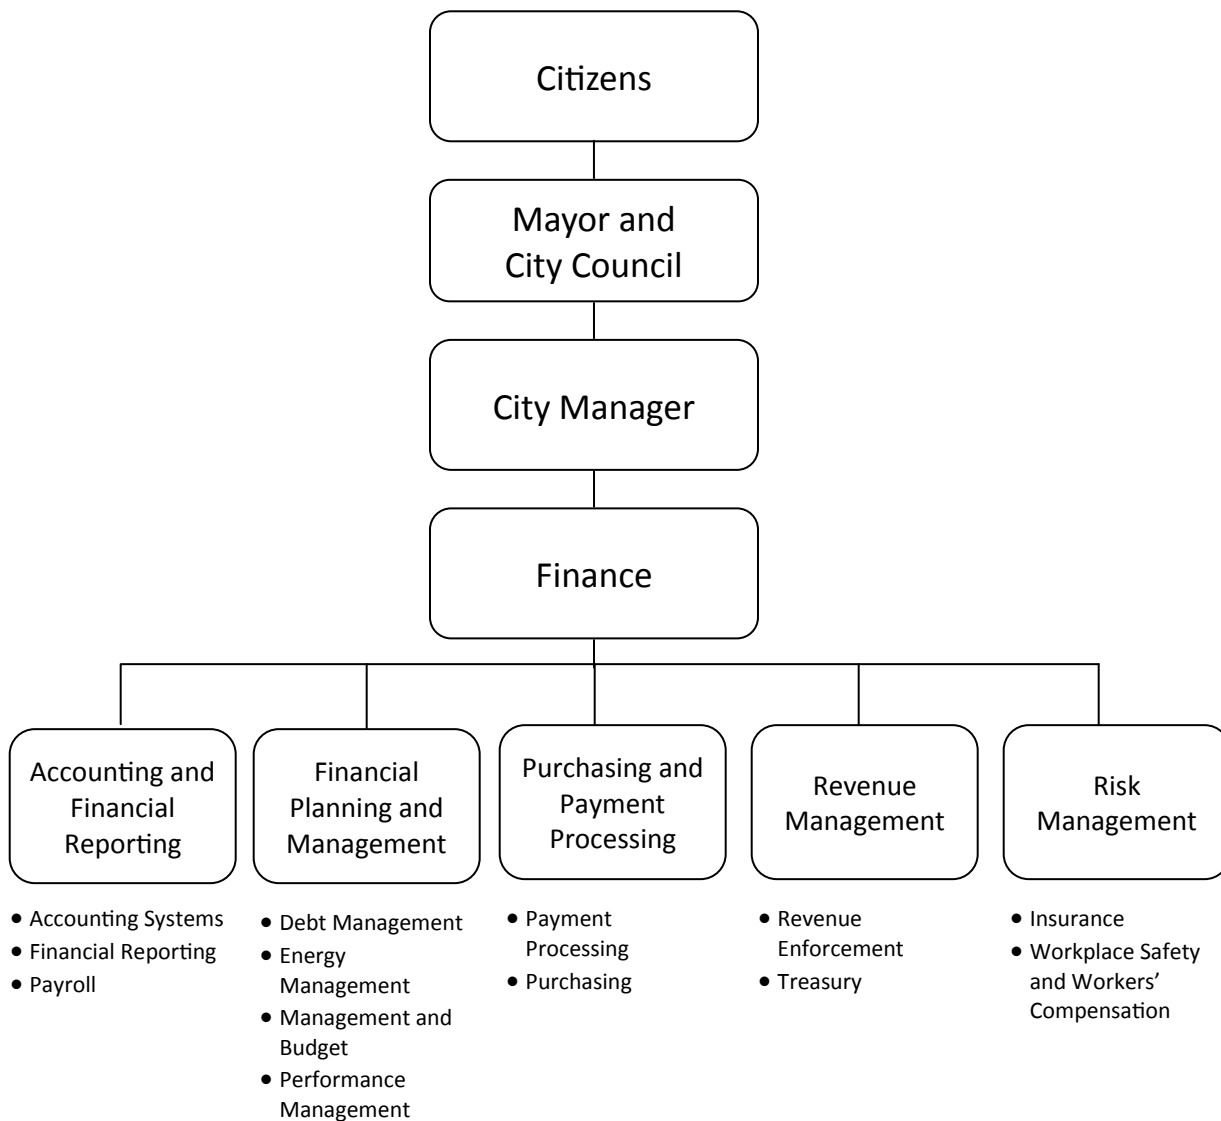 Citizens
Mayor and
City Council
City Manager
Finance
Accounting and
Financial
Reporting
• Accounting Systems
• Financial Reporting
• Payroll
Financial
Planning and
Management
• Debt Management
• Energy
Management
• Management and
Budget
• Performance
Management
Purchasing and
Payment
Processing
• Payment
Processing
• Purchasing
Revenue
Management
• Revenue
Enforcement
• Treasury
Risk
Management
• Insurance
• Workplace Safety
and Workers’
Compensation